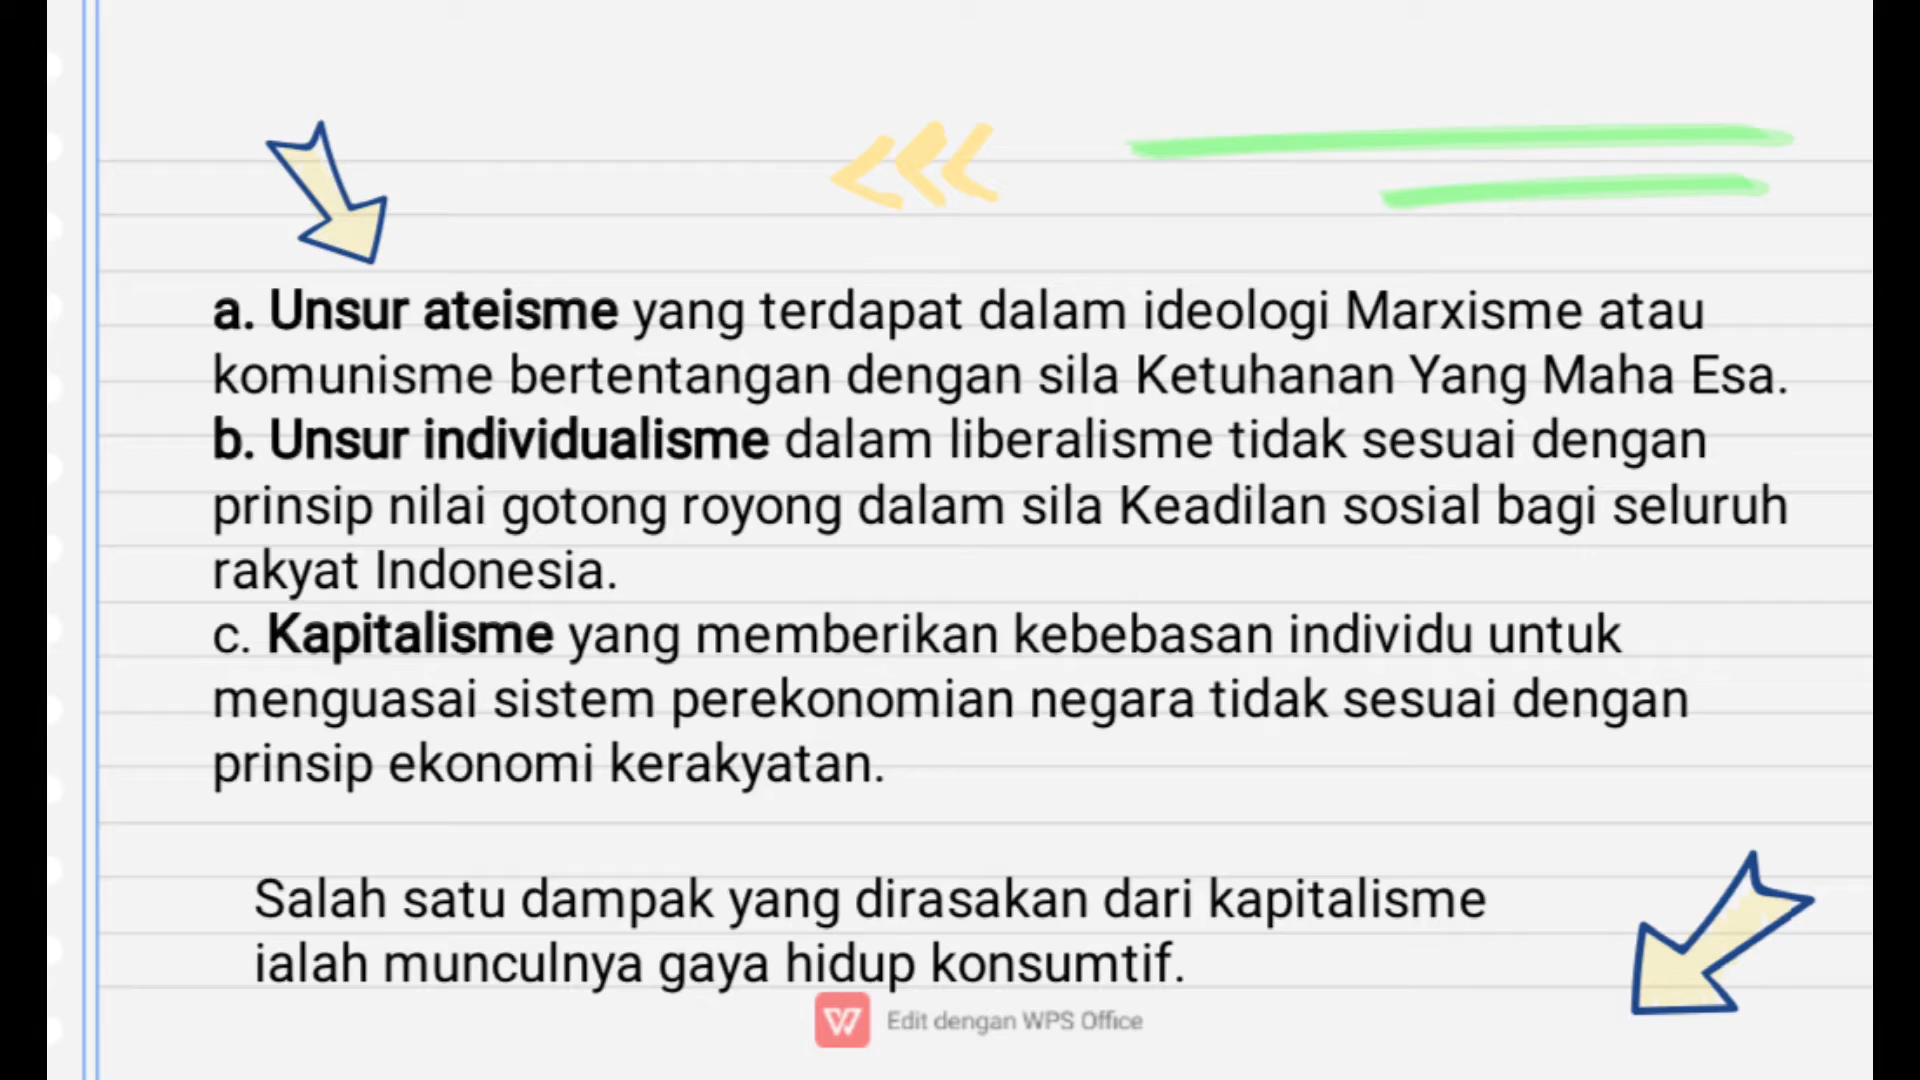 a. Unsur ateisme yang terdapat dalam ideologi Marxisme atau
komunisme bertentangan dengan sila Ketuhanan Yang Maha Esa.
b. Unsur individualisme dalam liberalisme tidak sesuai dengan
prinsip nilai gotong royong dalam sila Keadilan sosial bagi seluruh
rakyat Indonesia.
c. Kapitalisme yang memberikan kebebasan individu untuk
menguasai sistem perekonomian negara tidak sesuai dengan
prinsip ekonomi kerakyatan.
Salah satu dampak yang dirasakan dari kapitalisme
ialah munculnya gaya hidup konsumtif.
Edit dengan WPS Office